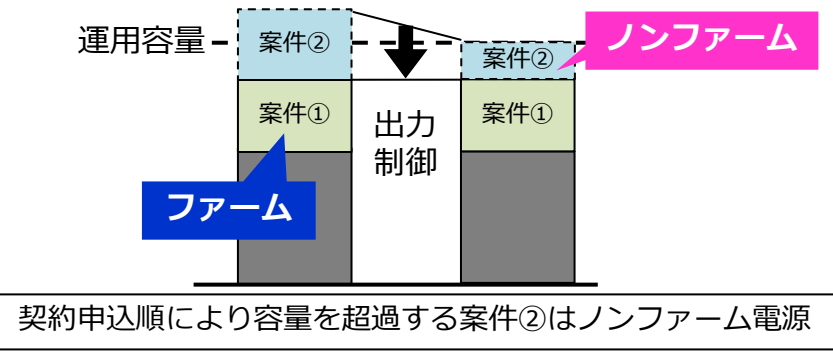 運用容量
案件②
案件②
ノンファーム
案件①
案件①
出力
制御
ファーム
契約申込順により容量を超過する案件②はノンファーム電源